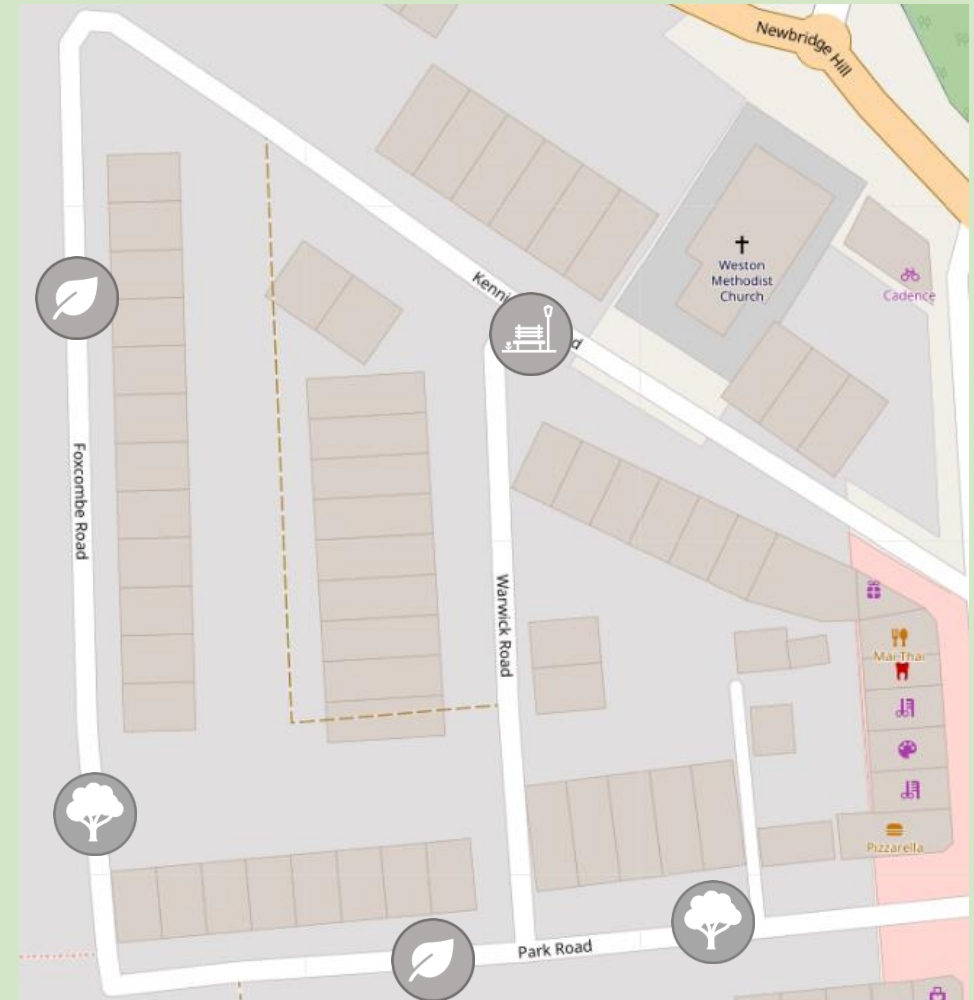 Newbridge Hill
Weston
Methodist
Church
Cadence
Foxcombe Road
Warwick Road
Mai Thai
Pizzarella
Park Road